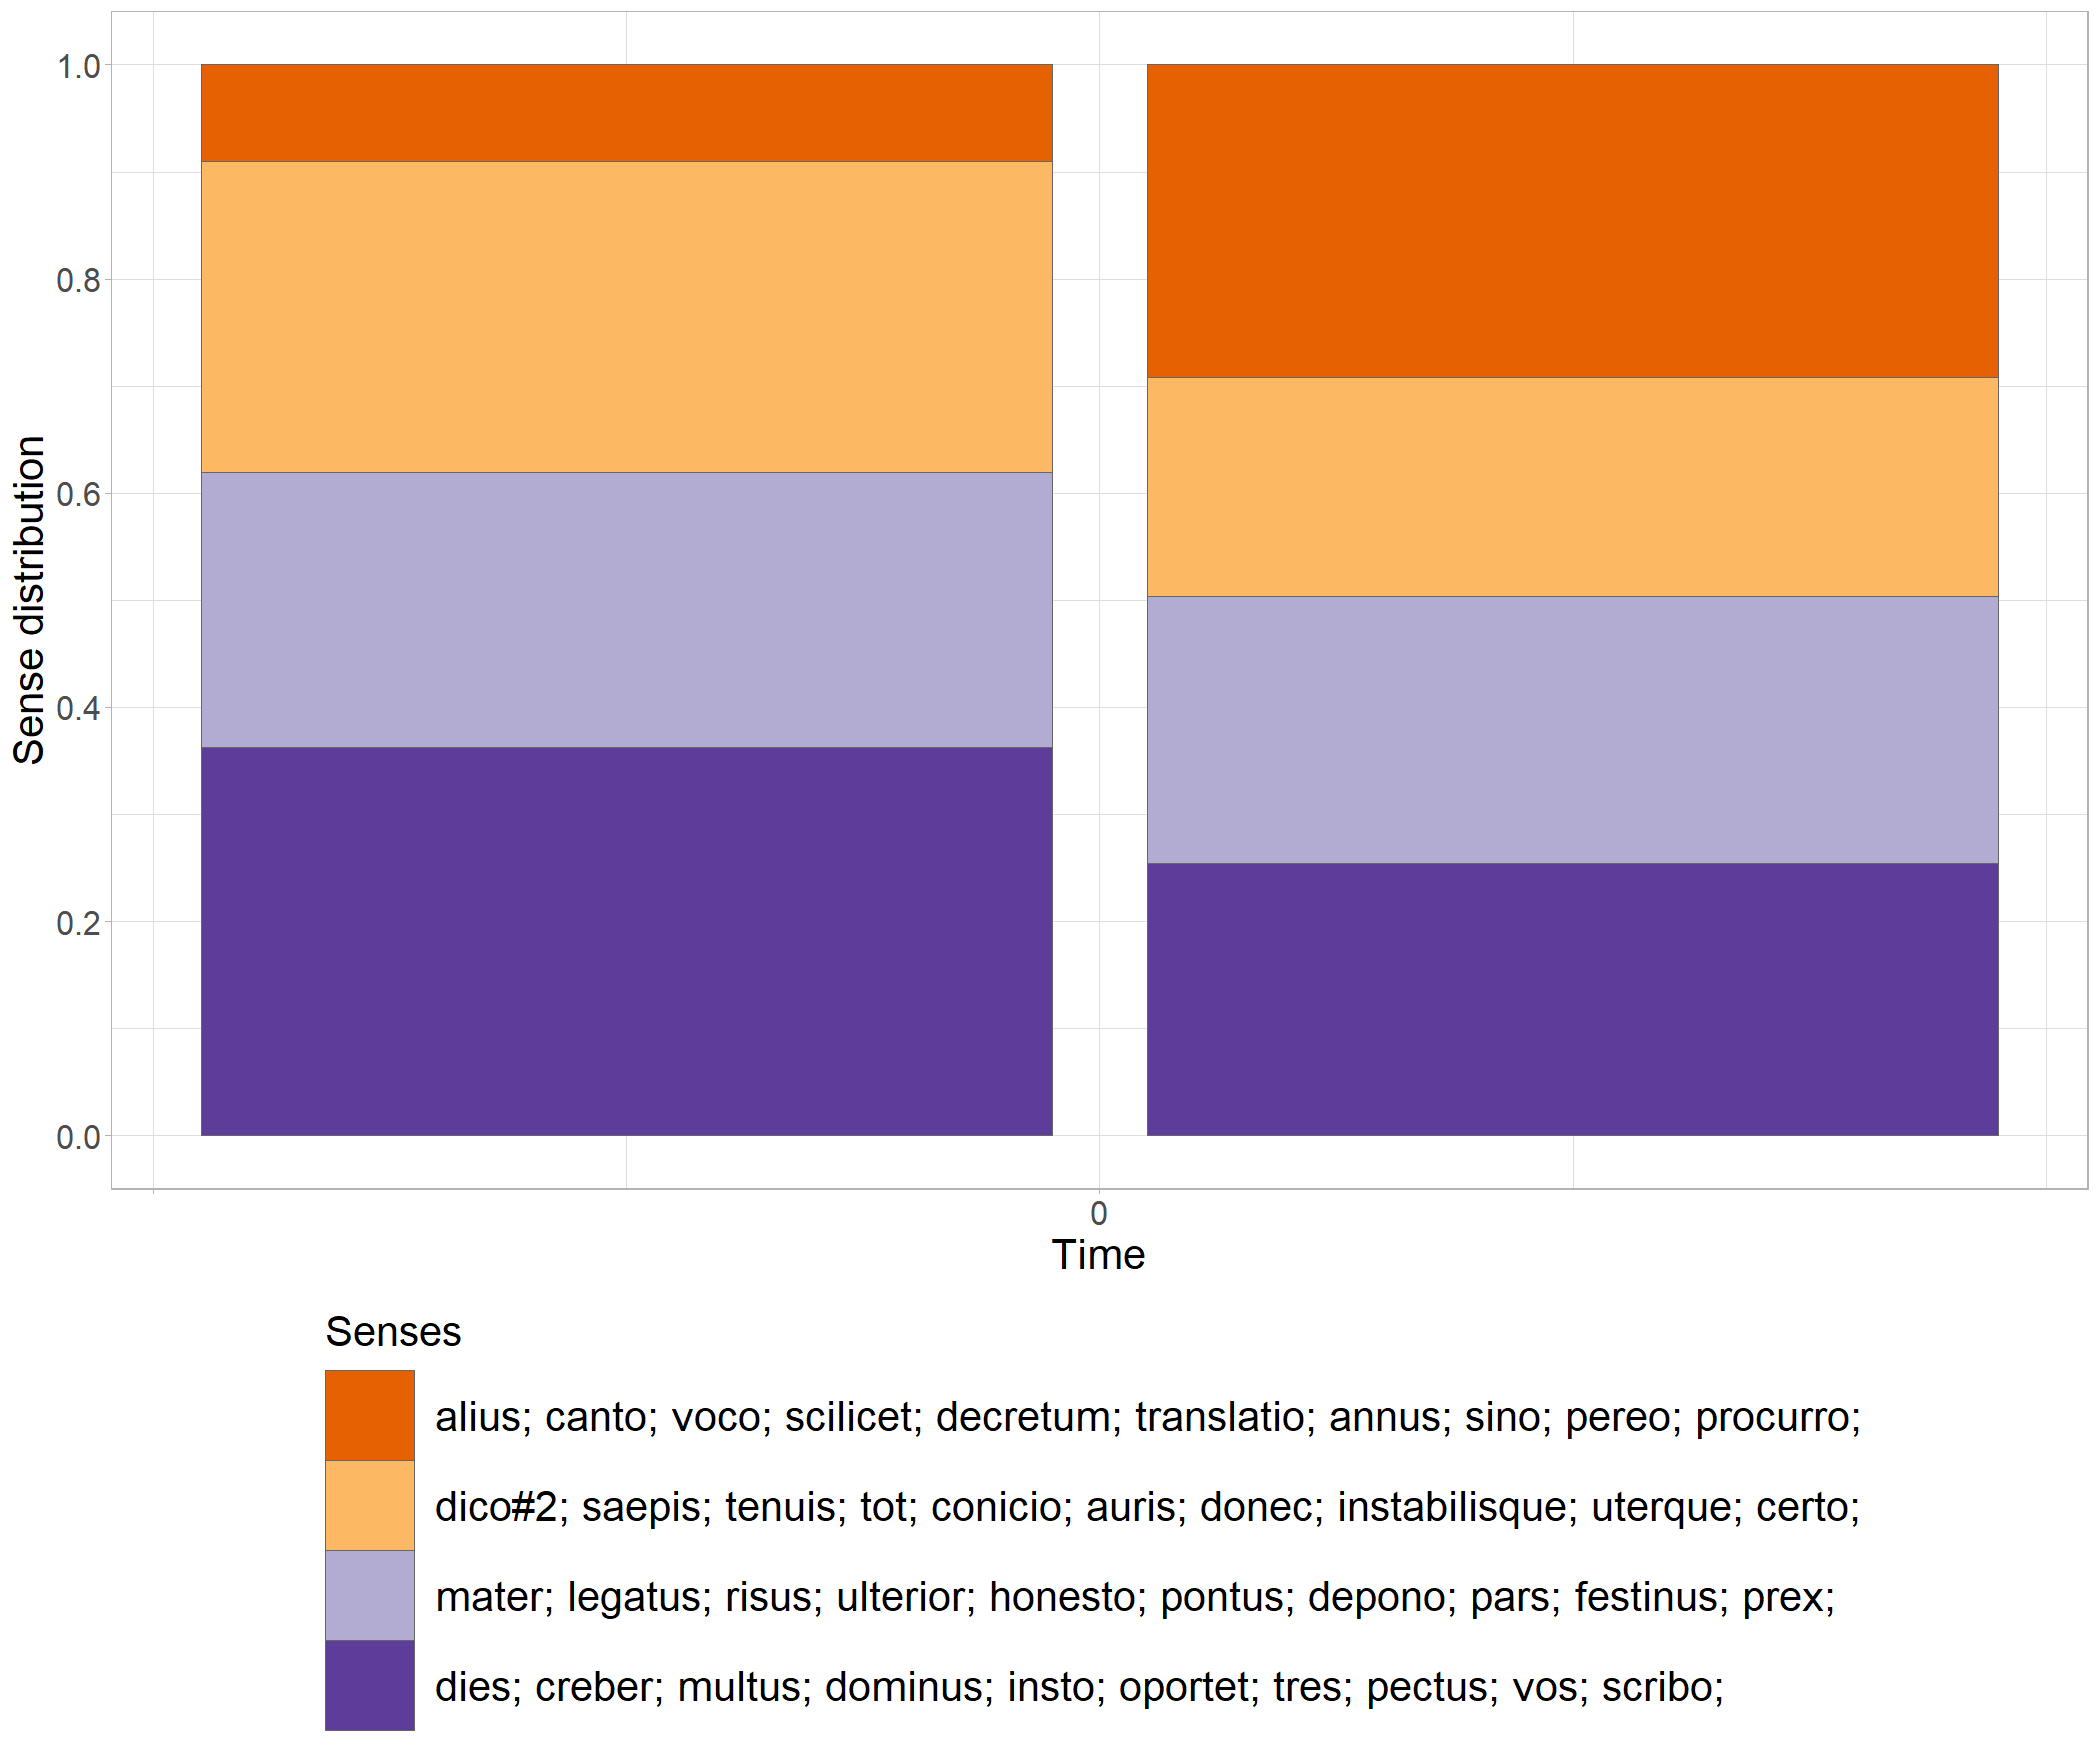 1.0
0.8
0.6
0.4
0.2
0.0
Sense distribution
0
Time
Senses
alius; canto; voco; scilicet; decretum; translatio; annus; sino; pereo; procurro;
dico#2; saepis; tenuis; tot; conicio; auris; donec; instabilisque; uterque; certo;
mater; legatus; risus; ulterior; honesto; pontus; depono; pars; festinus; prex;
dies; creber; multus; dominus; insto; oportet; tres; pectus; vos; scribo;